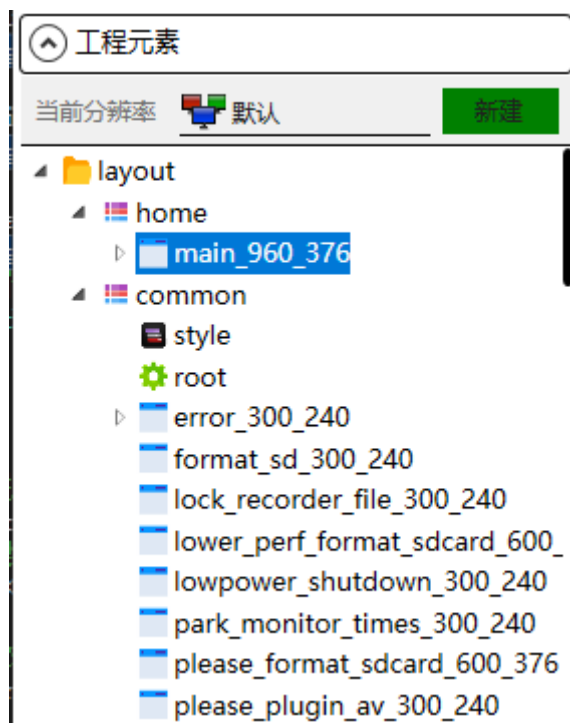 工程元素
当前分辨率 默认 新建
layout
home
main_960_376
common
style
root
error_300_240
format_sd_300_240
lock_recorder_file_300_240
lower_perf_format_sdcard_600_
lowpower_shutdown_300_240
park_monitor_times_300_240
please_format_sdcard_600_376
please_plugin_av_300_240